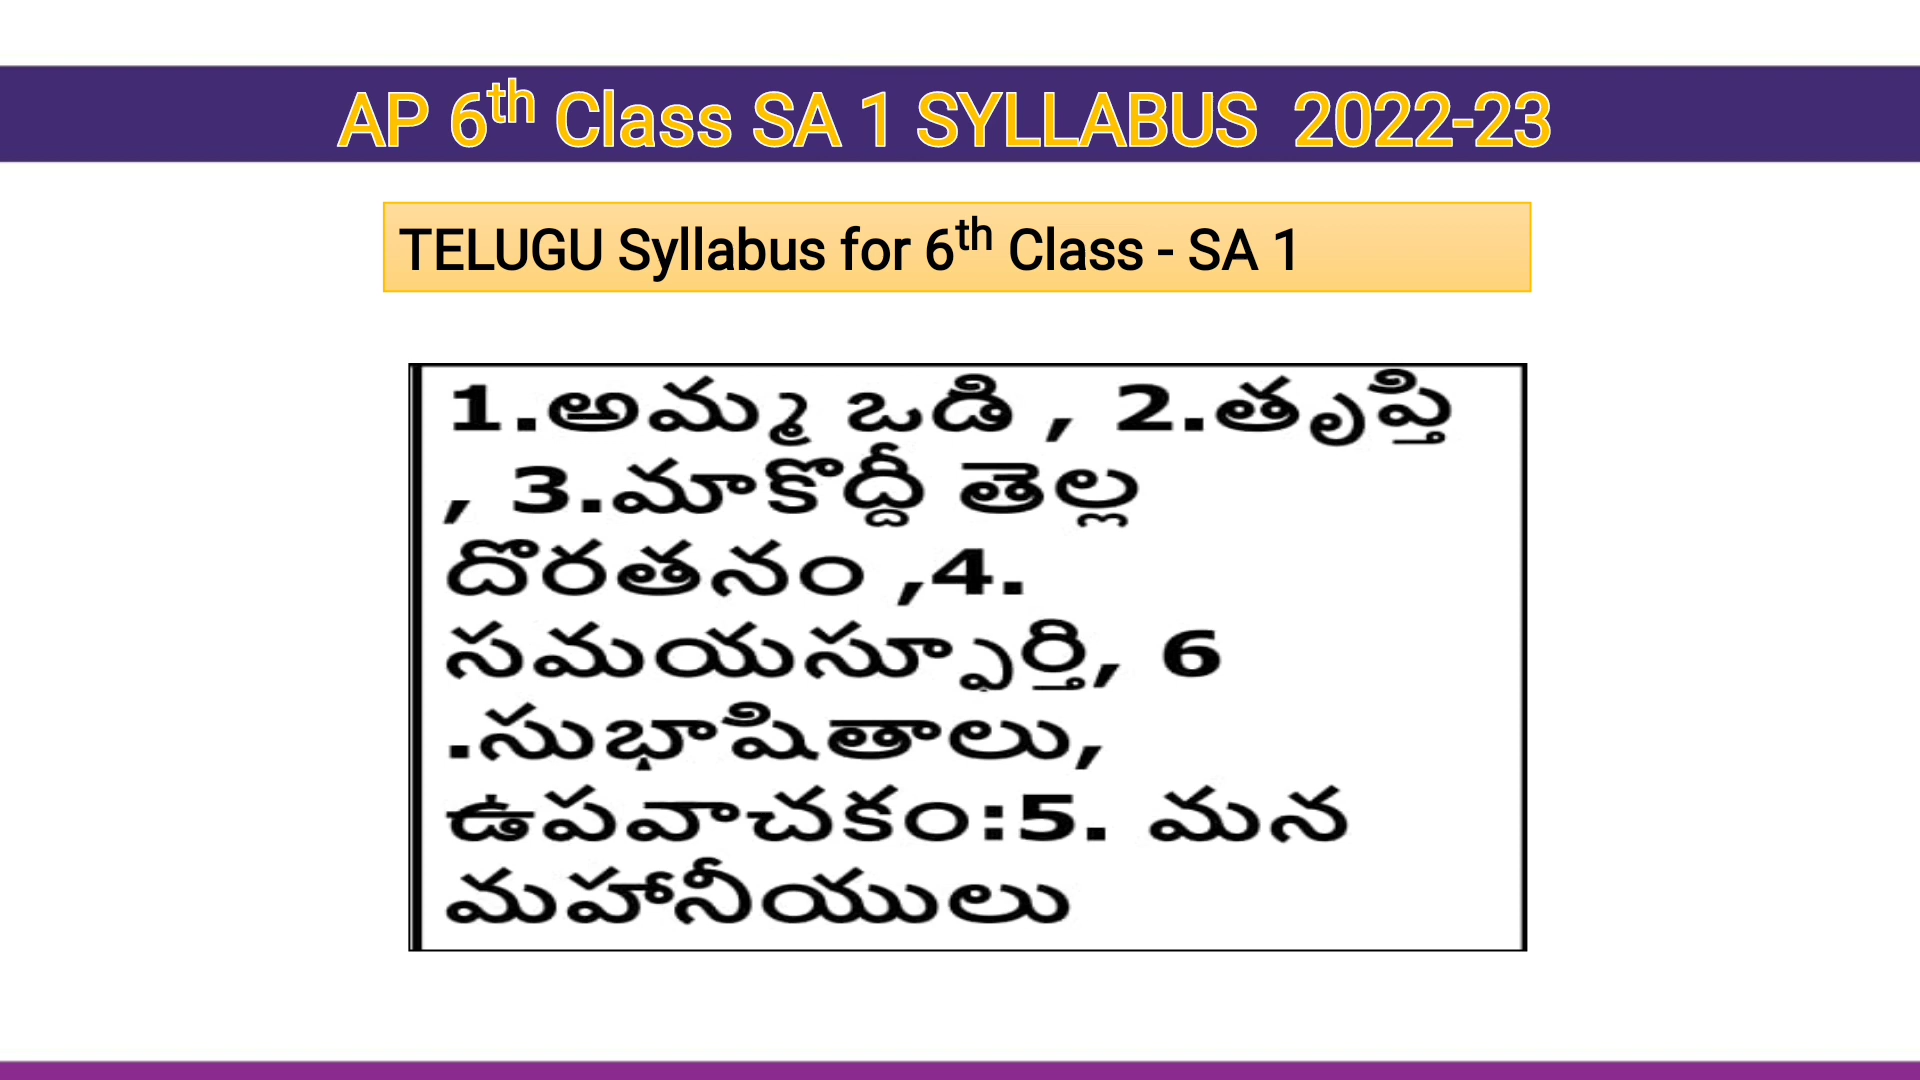 AP 6th Class SA 1 SYLLABUS 2022-23
TELUGU Syllabus for 6th Class - SA 1
1.అమ్మ ఒడి , 2.తృప్తి
, 3.మాకొద్దీ తెల్ల
దొరతనం ,4.
సమయస్ఫూర్తి, 6
.సుభాషితాలు,
ఉపవాచకం:5. మన
మహానీయులు